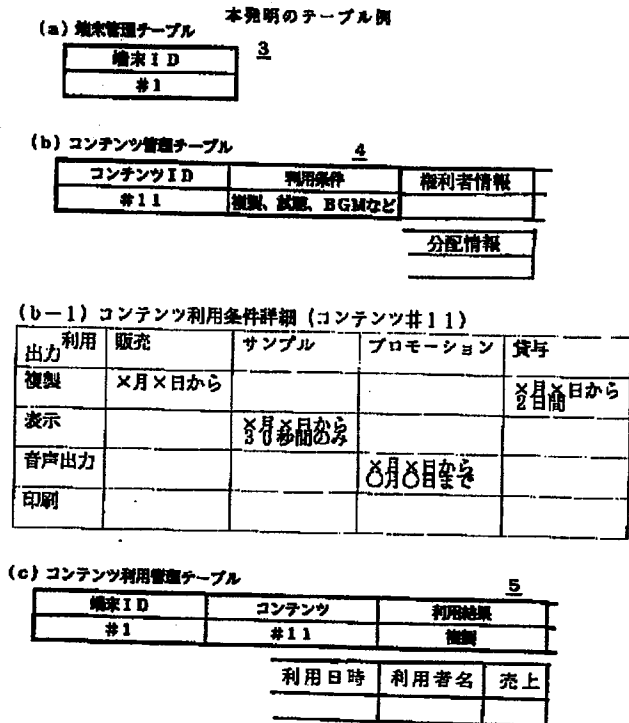 本発明のテーブル例
(a) 端末管理テーブル
3
端末ID
#1
(b) コンテンツ管理テーブル
4
コンテンツID 利用条件 権利者情報
#11 複製、試聴、BGMなど
分配情報
(b-1) コンテンツ利用条件詳細 (コンテンツ#11)
利用 販売 サンプル プロモーション 貸与
出力
複製 ×月×日から ×月×日から
2日間
表示 ×月×日から
30秒間のみ
音声出力 ×月×日から
○月○日まで
印刷
(c) コンテンツ利用管理テーブル
5
端末ID コンテンツ 利用結果
#1 #11 複製
利用日時 利用者名 売上